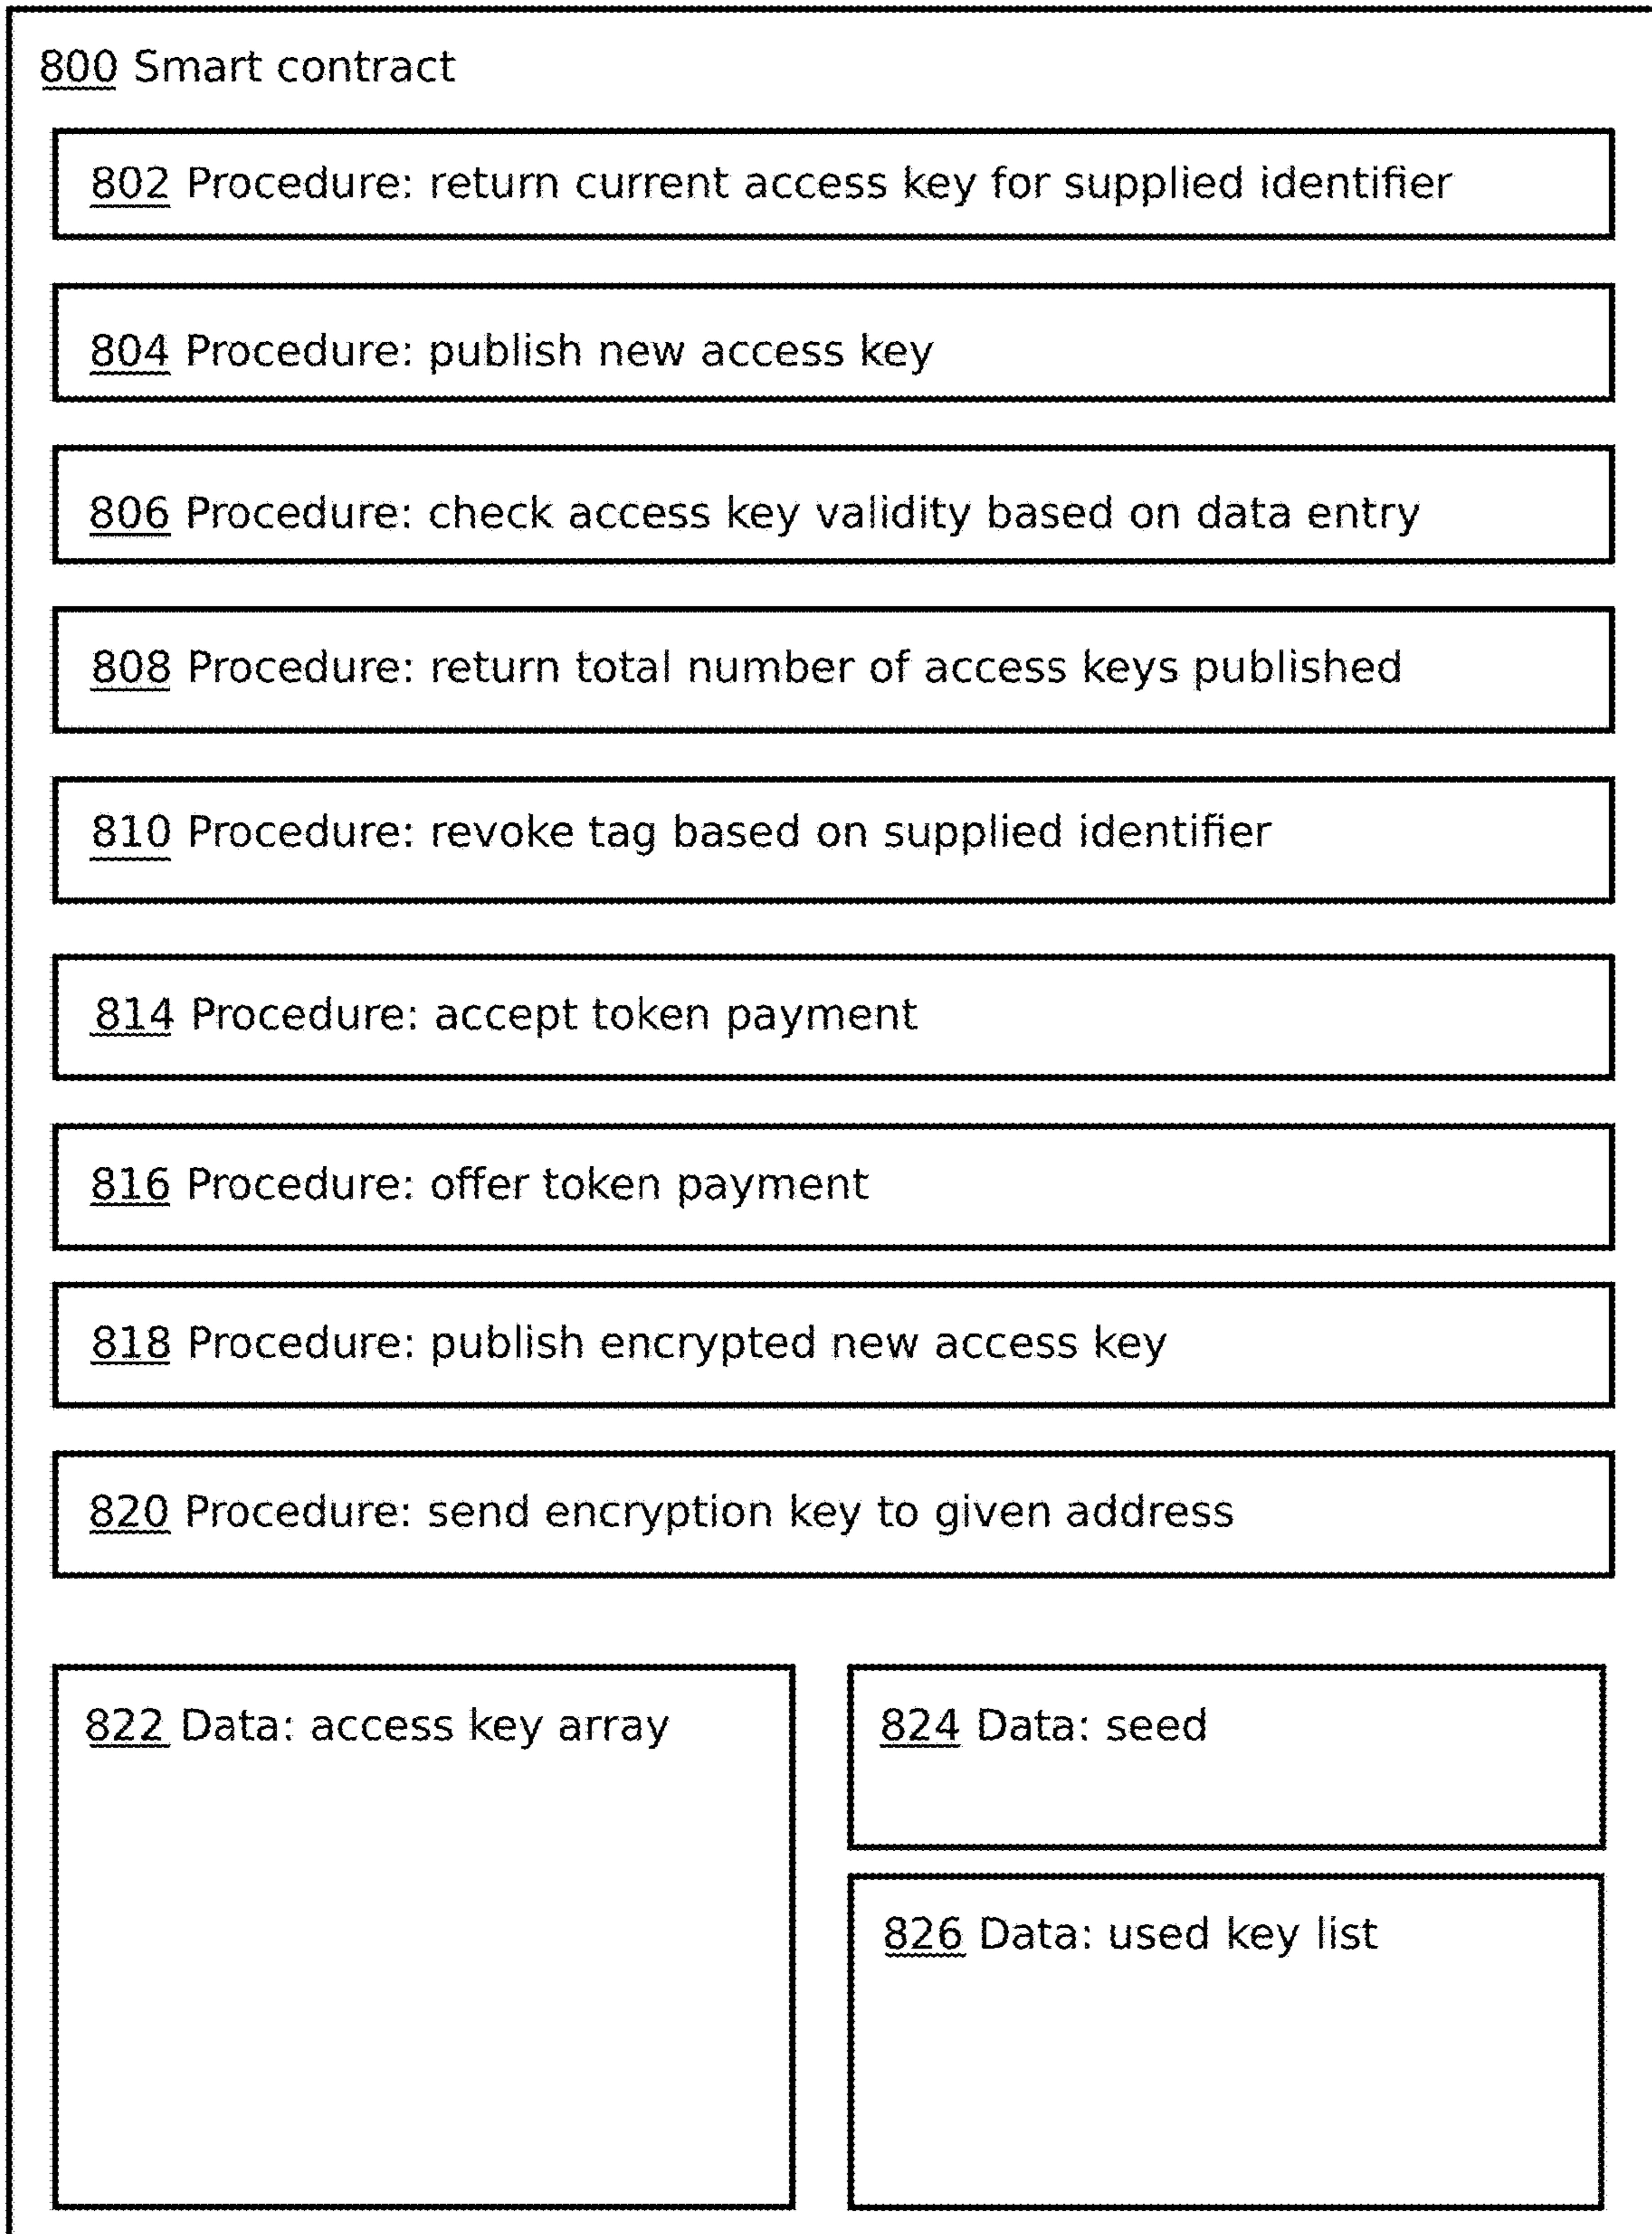 800 Smart contract
802 Procedure: return current access key for supplied identifier
804 Procedure: publish new access key
806 Procedure: check access key validity based on data entry
808 Procedure: return total number of access keys published
810 Procedure: revoke tag based on supplied identifier
814 Procedure: accept token payment
816 Procedure: offer token payment
818 Procedure: publish encrypted new access key
820 Procedure: send encryption key to given address
822 Data: access key array
824 Data: seed
826 Data: used key list